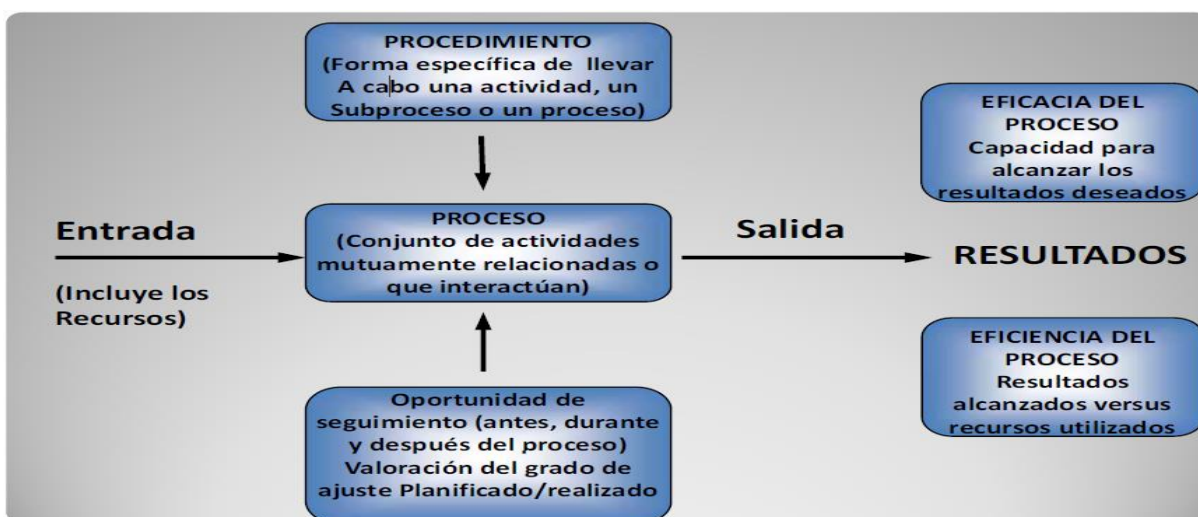 PROCEDIMIENTO
(Forma específica de llevar
A cabo una actividad, un
Subproceso o un proceso)
Entrada
(Incluye los
Recursos)
PROCESO
(Conjunto de actividades
mutuamente relacionadas o
que interactúan)
Oportunidad de
seguimiento (antes, durante
y después del proceso)
Valoración del grado de
ajuste Planificado/realizado
Salida
EFICACIA DEL
PROCESO
Capacidad para
alcanzar los
resultados deseados
RESULTADOS
EFICIENCIA DEL
PROCESO
Resultados
alcanzados versus
recursos utilizados